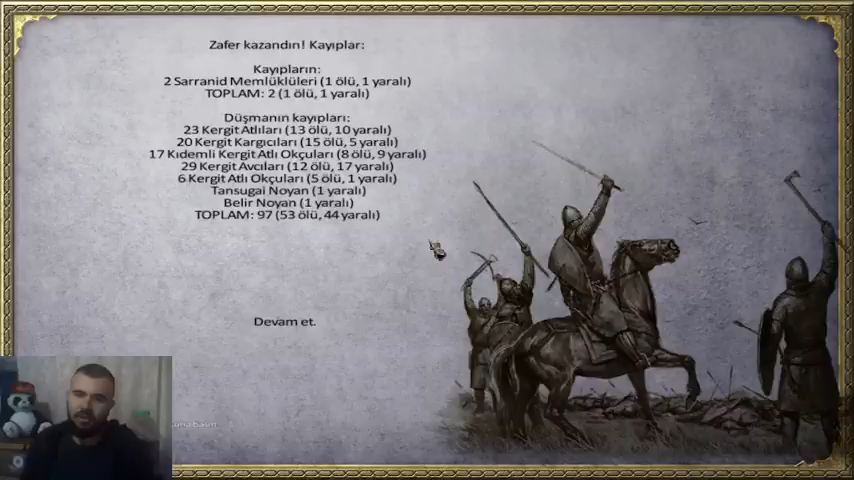 Zafer kazandın! Kayıplar:
Kayıpların:
2 Sarranid Memlüklüleri (1 ölü, 1 yaralı)
TOPLAM: 2 (1 ölü, 1 yaralı)
Düşmanın kayıpları:
23 Kergit Atlıları (13 ölü, 10 yaralı)
20 Kergit Kargıcıları (15 ölü, 5 yaralı)
17 Kıdemli Kergit Atlı Okçuları (8 ölü, 9 yaralı)
29 Kergit Avcıları (12 ölü, 17 yaralı)
6 Kergit Atlı Okçuları (5 ölü, 1 yaralı)
Tansugai Noyan (1 yaralı)
Belir Noyan (1 yaralı)
TOPLAM: 97 (53 ölü, 44 yaralı)
Devam et.